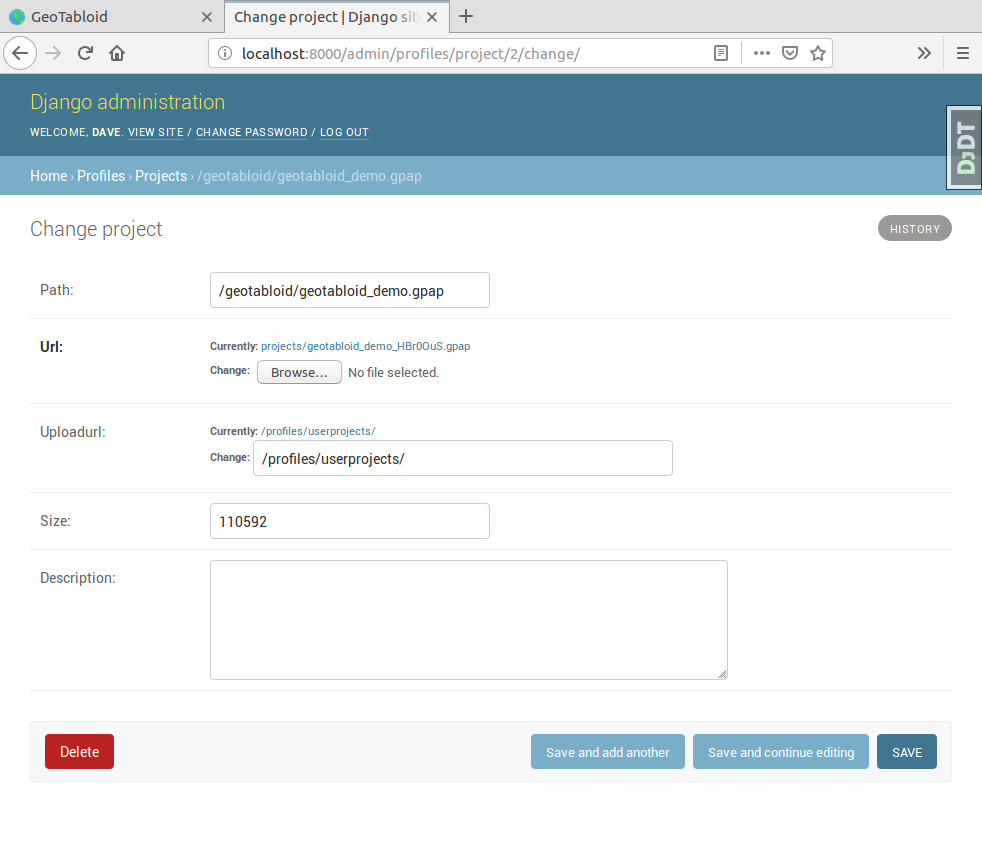 GeoTabloid
Change project | Django sit
localhost:8000/admin/profiles/project/2/change/
Django administration
WELCOME, DAVE. VIEW SITE / CHANGE PASSWORD / LOG OUT
DjDT
Home › Profiles › Projects › /geotabloid/geotabloid_demo.gpap
Change project
HISTORY
Path:
/geotabloid/geotabloid_demo.gpap
Url:
Currently: projects/geotabloid_demo_HBr0OuS.gpap
Change: Browse... No file selected.
Uploadurl:
Currently: /profiles/userprojects/
Change: /profiles/userprojects/
Size:
110592
Description:
Delete
Save and add another
Save and continue editing
SAVE